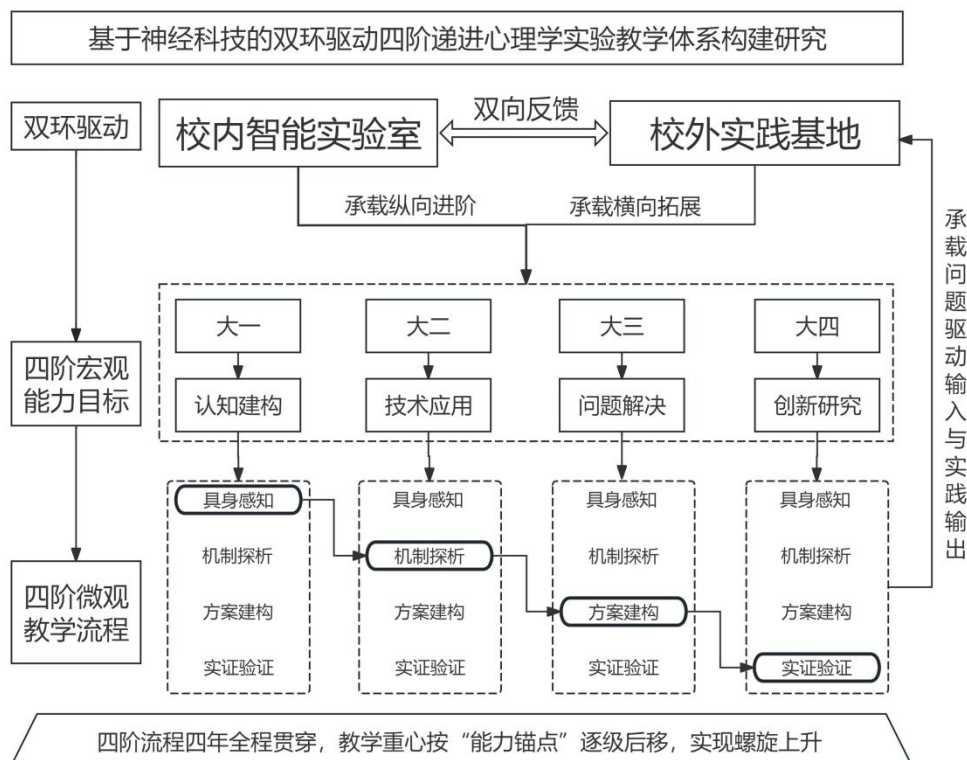 基于神经科技的双环驱动四阶递进心理学实验教学体系构建研究
双环驱动
校内智能实验室
双向反馈
校外实践基地
承载纵向进阶
承载横向拓展
承载问题驱动输入与实践输出
四阶宏观
能力目标
大一
大二
大三
大四
认知建构
技术应用
问题解决
创新研究
四阶微观
教学流程
具身感知
机制探析
方案建构
实证验证
具身感知
机制探析
方案建构
实证验证
具身感知
机制探析
方案建构
实证验证
具身感知
机制探析
方案建构
实证验证
四阶流程四年全程贯穿，教学重心按“能力锚点”逐级后移，实现螺旋上升